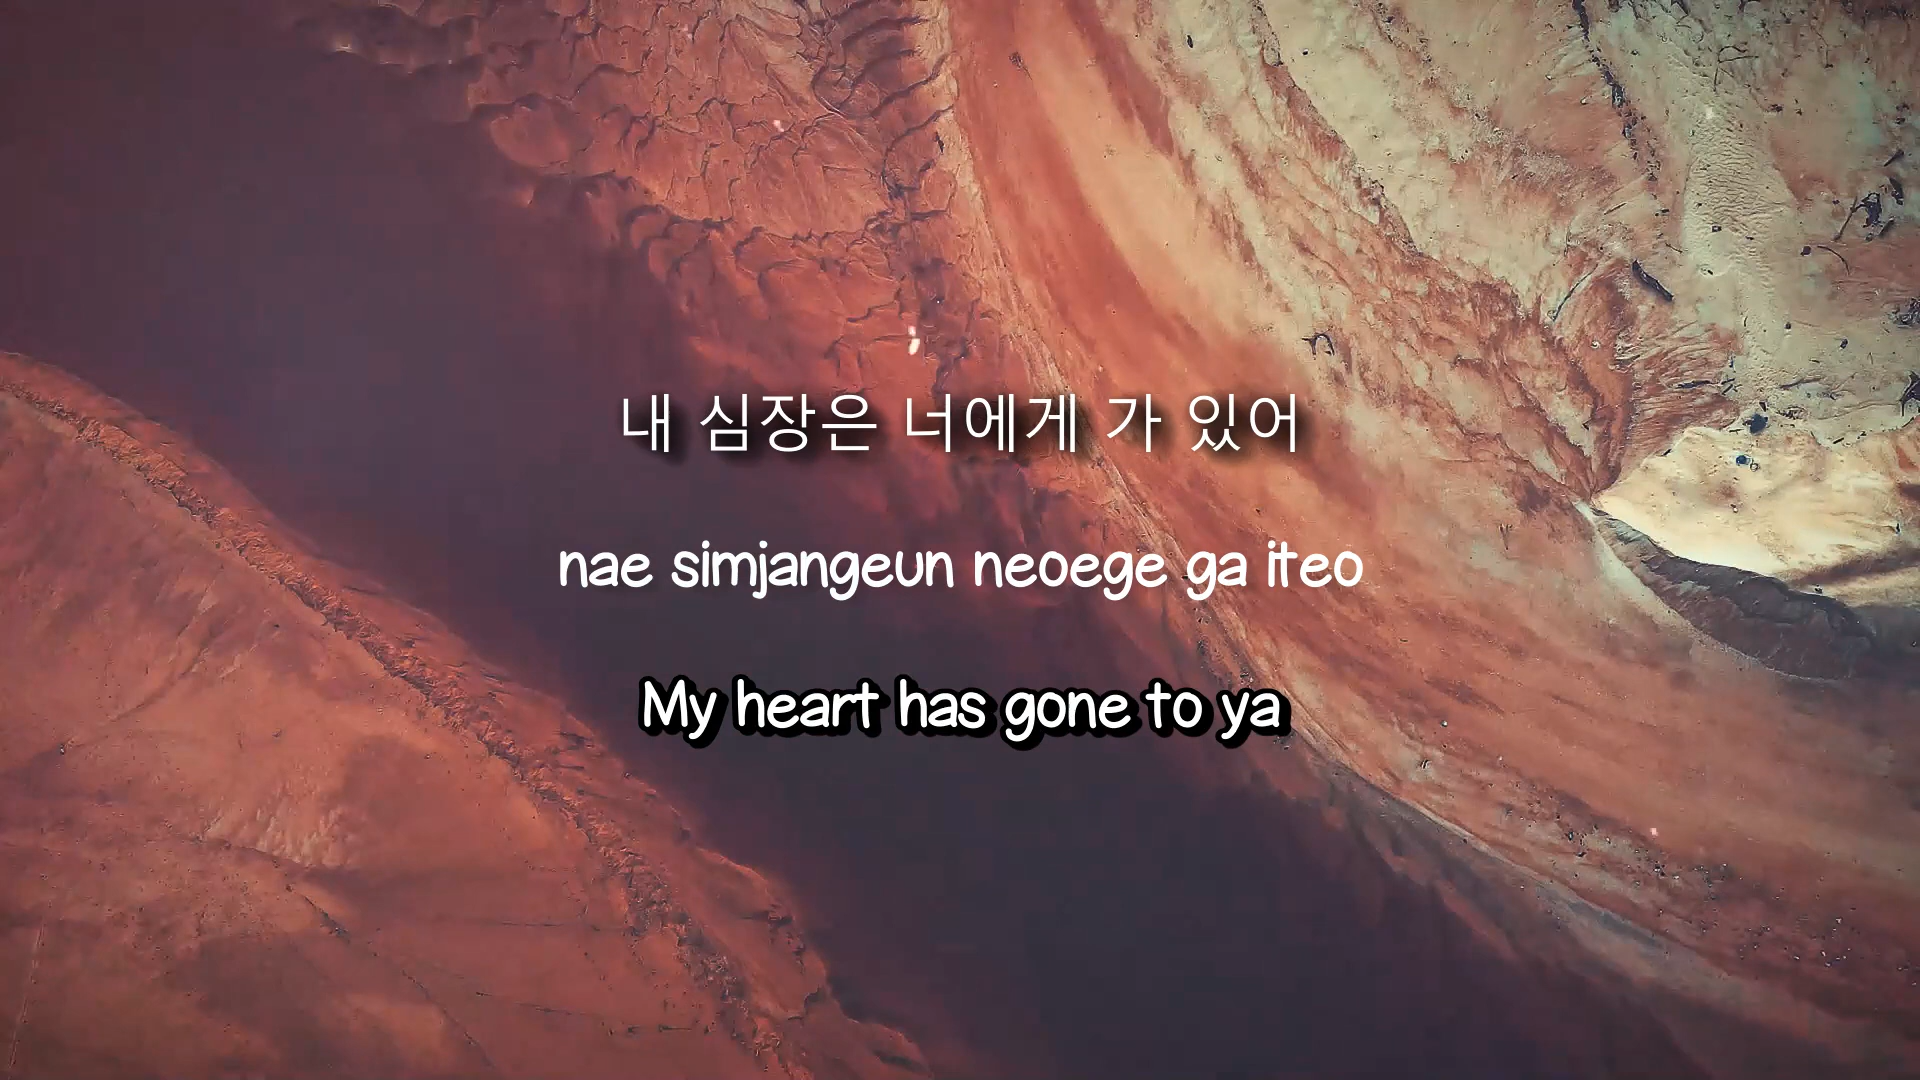 내 심장은 너에게 가 있어
nae simjangeun neoege ga iteo
My heart has gone to ya